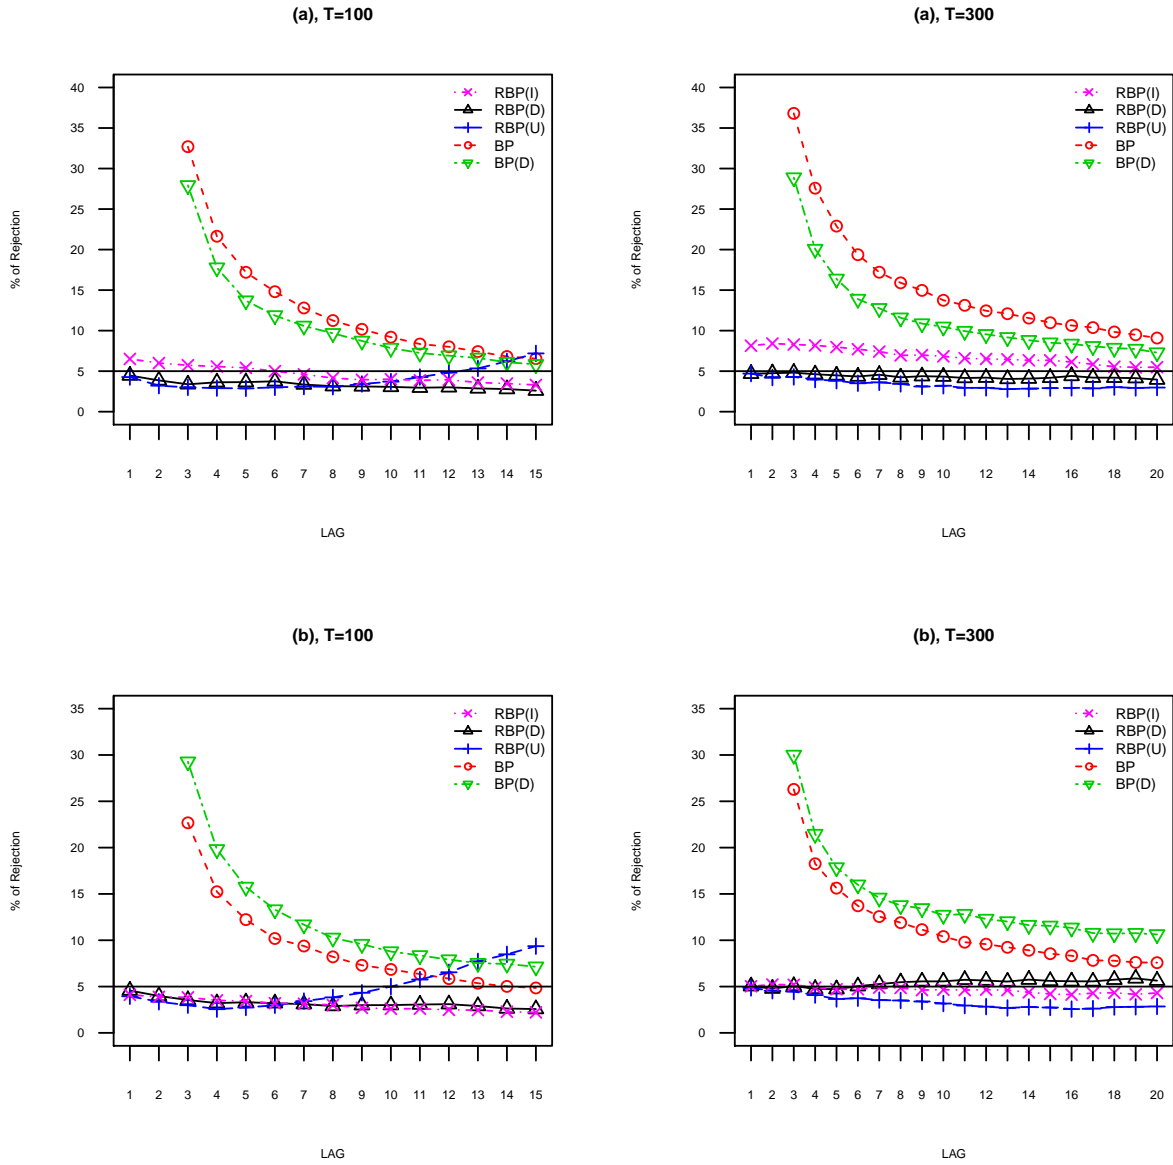 (a), T=100
% of Rejection
40
35
30
25
20
15
10
5
0
RBP(I)
RBP(D)
RBP(U)
BP
BP(D)
1 2 3 4 5 6 7 8 9 10 11 12 13 14 15
LAG
(a), T=300
% of Rejection
40
35
30
25
20
15
10
5
0
RBP(I)
RBP(D)
RBP(U)
BP
BP(D)
1 2 3 4 5 6 7 8 9 10 12 14 16 18 20
LAG
(b), T=100
% of Rejection
35
30
25
20
15
10
5
0
RBP(I)
RBP(D)
RBP(U)
BP
BP(D)
1 2 3 4 5 6 7 8 9 10 11 12 13 14 15
LAG
(b), T=300
% of Rejection
35
30
25
20
15
10
5
0
RBP(I)
RBP(D)
RBP(U)
BP
BP(D)
1 2 3 4 5 6 7 8 9 10 12 14 16 18 20
LAG